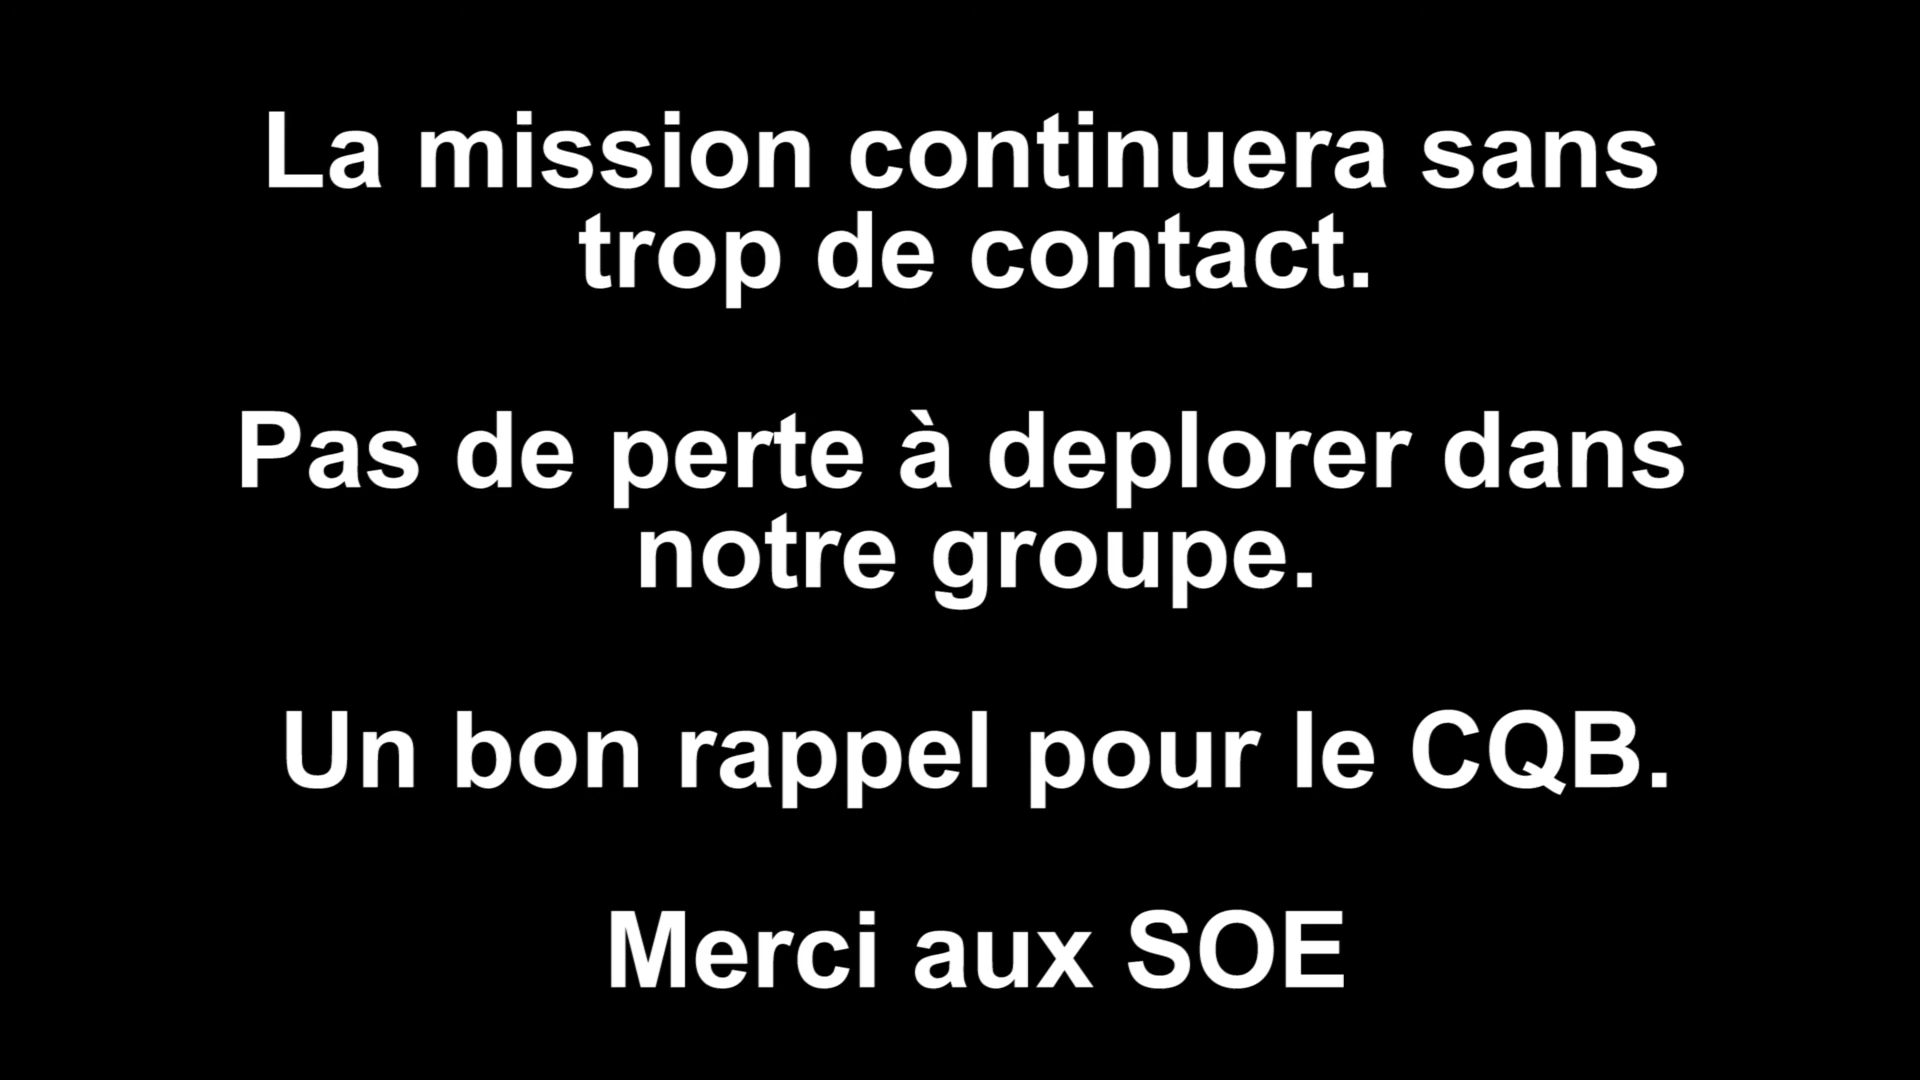 La mission continuera sans
trop de contact.
Pas de perte à deplorer dans
notre groupe.
Un bon rappel pour le CQB.
Merci aux SOE